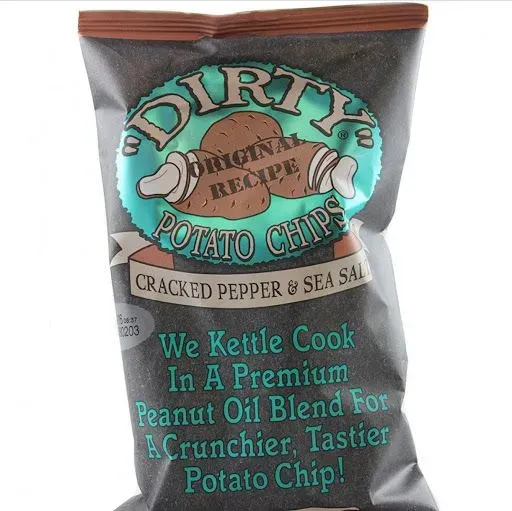 "DIRTY"®
ORIGINAL
RECIPE
POTATO CHIPS
CRACKED PEPPER & SEA SAL
We Kettle Cook
In A Premium
Peanut Oil Blend For
A Crunchier, Tastier
Potato Chip!